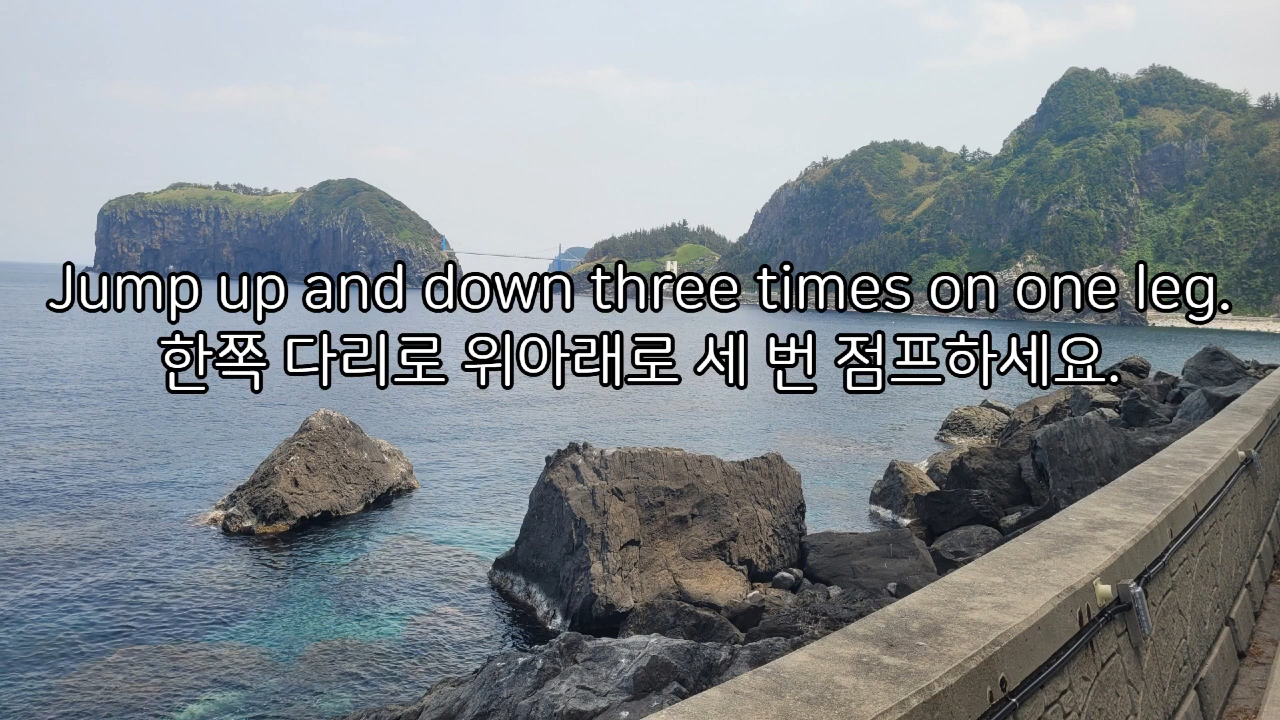 Jump up and down three times on one leg.
한쪽 다리로 위아래로 세 번 점프하세요.